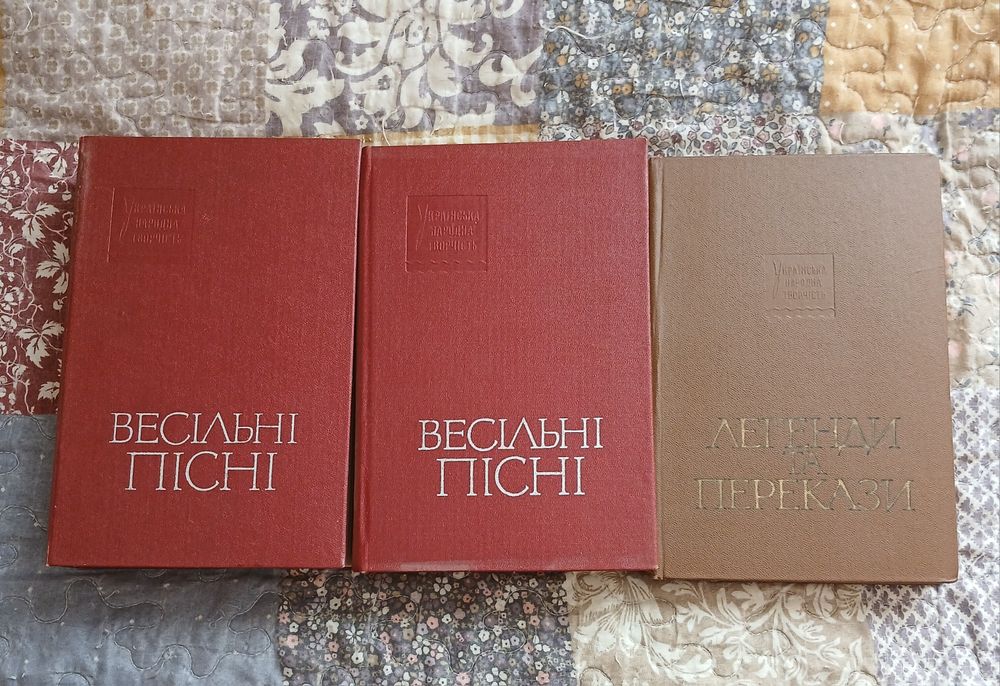 Українська
народна
творчість
ВЕСІЛЬНІ
ПІСНІ
Українська
народна
творчість
ВЕСІЛЬНІ
ПІСНІ
Українська
народна
творчість
ЛЕГЕНДИ
ТА
ПЕРЕКАЗИ